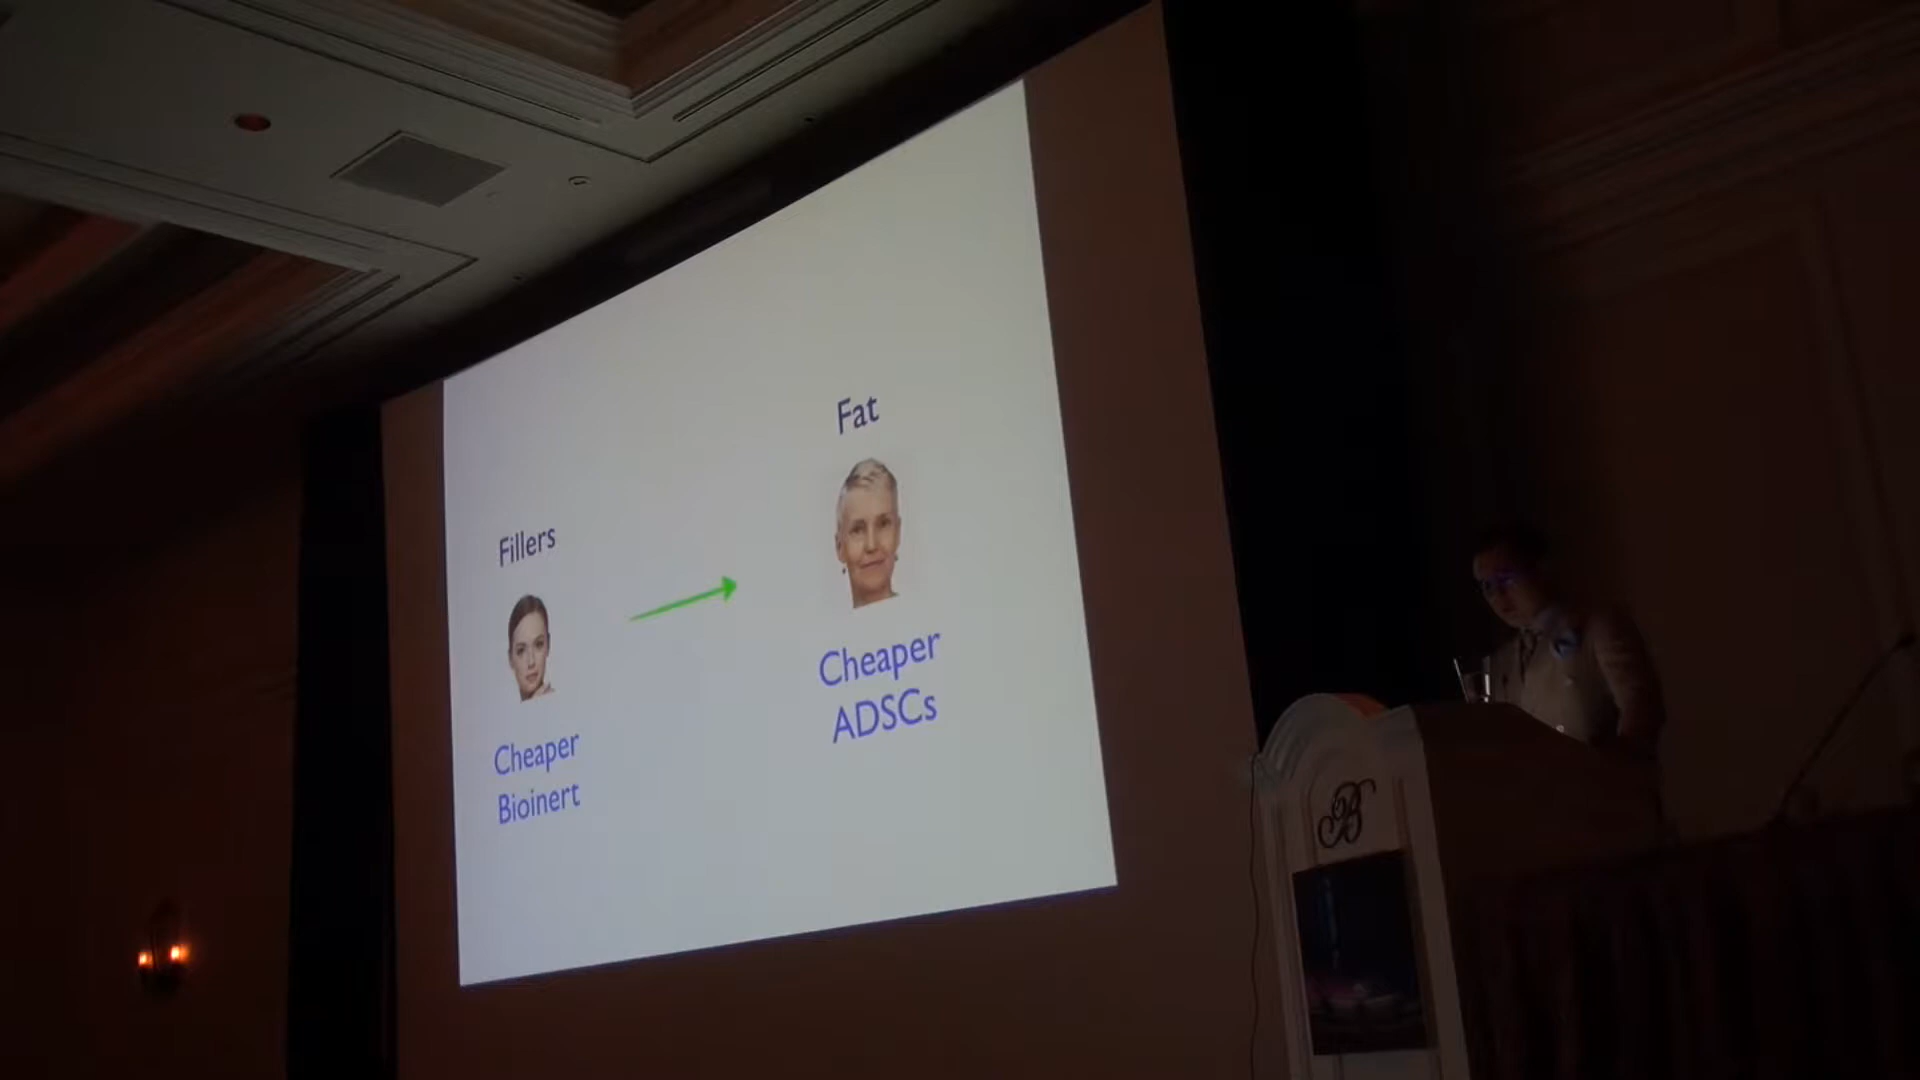 Fillers
Cheaper
Bioinert
Fat
Cheaper
ADSCs
B